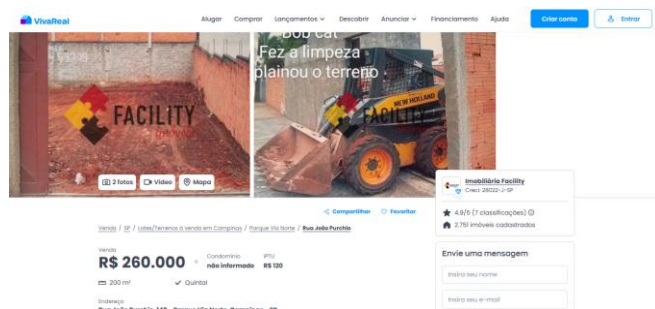 VivaReal
Alugar Comprar Lançamentos Descobrir Anunciar Financiamento Ajuda Criar conta Entrar
Bob cat
Fez a limpeza
plainou o terreno
FACILITY
FACILITY
NEW HOLLAND
2 fotos Vídeo Mapa
Imobiliária Facility
Creci: 28022-J-SP
4.9/5 (7 classificações)
2.751 imóveis cadastrados
Compartilhar Favoritar
Venda / SP / Lotes/Terrenos à venda em Campinas / Parque Via Norte / Rua João Purchio
Venda
R$ 260.000
Condomínio
não informado
IPTU
R$ 120
200 m² Quintal
Endereço
Envie uma mensagem
Insira seu nome
Insira seu e-mail